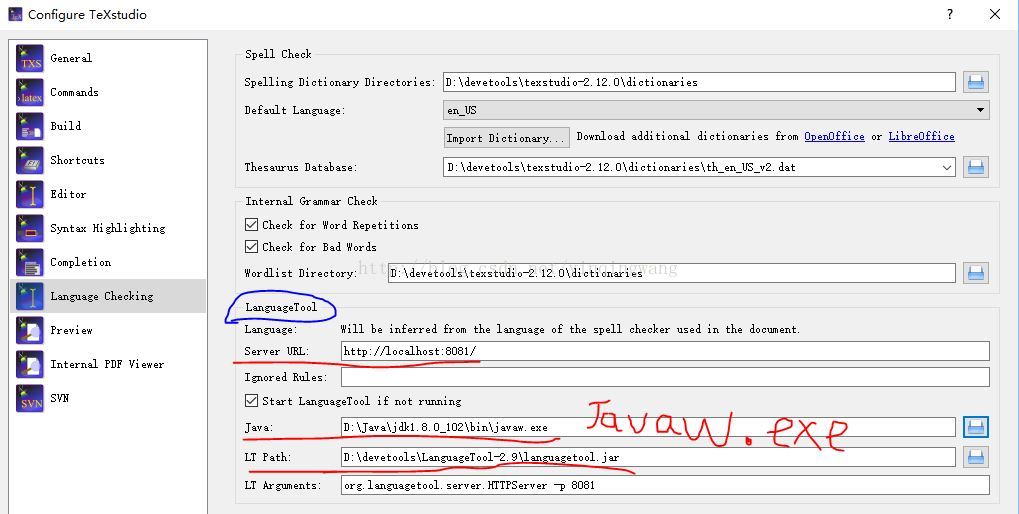 Configure TeXstudio
General
Commands
Build
Shortcuts
Editor
Syntax Highlighting
Completion
Language Checking
Preview
Internal PDF Viewer
SVN
Spell Check
Spelling Dictionary Directories: D:\devetools\texstudio-2.12.0\dictionaries
Default Language: en_US
Import Dictionary... Download additional dictionaries from OpenOffice or LibreOffice
Thesaurus Database: D:\devetools\texstudio-2.12.0\dictionaries\th_en_US_v2.dat
Internal Grammar Check
Check for Word Repetitions
Check for Bad Words
Wordlist Directory: D:\devetools\texstudio-2.12.0\dictionaries
LanguageTool
Language: Will be inferred from the language of the spell checker used in the document.
Server URL: http://localhost:8081/
Ignored Rules:
Start LanguageTool if not running
Java: D:\Java\jdk1.8.0_102\bin\javaw.exe
Javaw.exe
LT Path: D:\devetools\LanguageTool-2.9\languagetool.jar
LT Arguments: org.languagetool.server.HTTPServer -p 8081